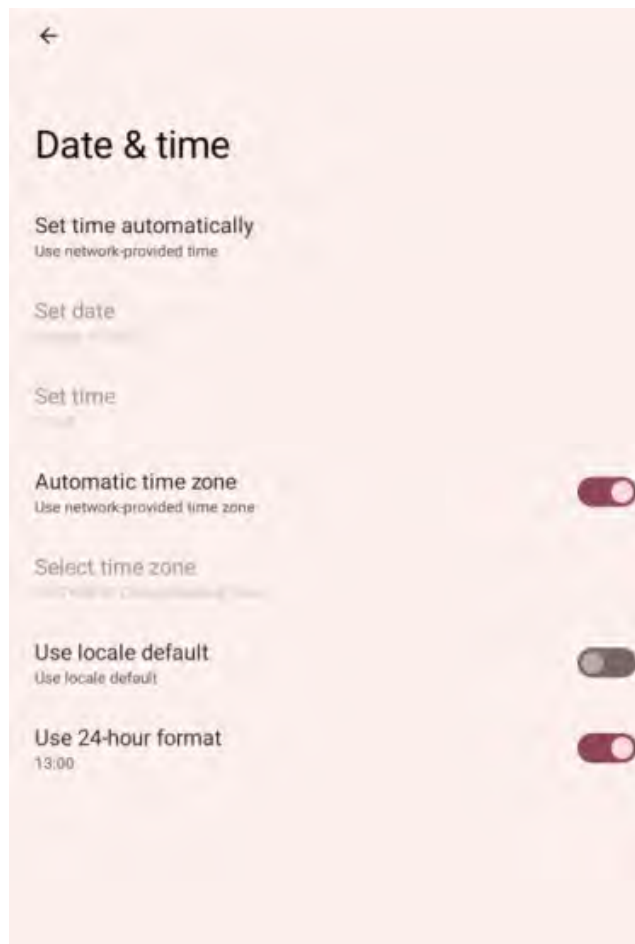 Date & time
Set time automatically
Use network-provided time
Set date
Set time
Automatic time zone
Use network-provided time zone
Select time zone
Use locale default
Use locale default
Use 24-hour format
13:00